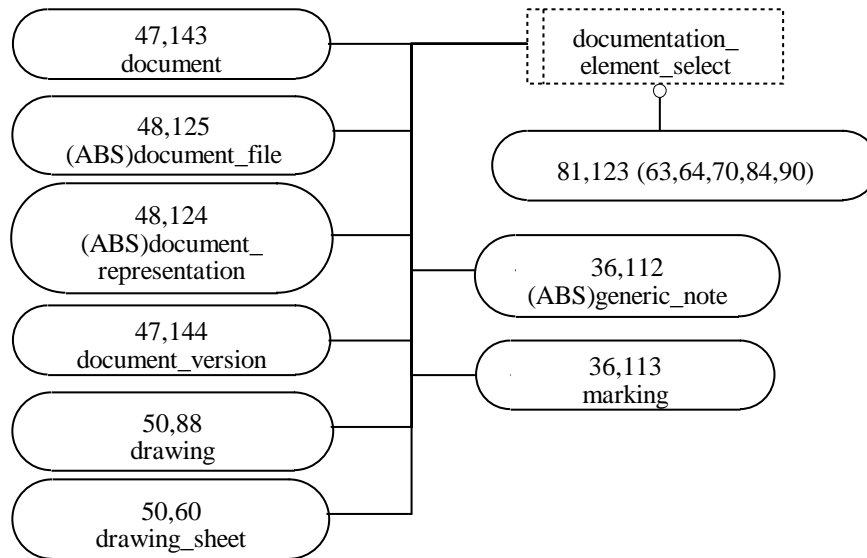 47,143
document
48,125
(ABS)document_file
48,124
(ABS)document_
representation
47,144
document_version
50,88
drawing
50,60
drawing_sheet
documentation_
element_select
81,123 (63,64,70,84,90)
36,112
(ABS)generic_note
36,113
marking